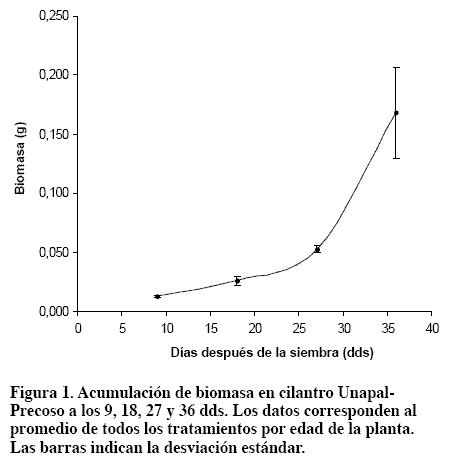 0,250
0,200
0,150
0,100
0,050
0,000
Biomasa (g)
0 5 10 15 20 25 30 35 40
Días después de la siembra (dds)
Figura 1. Acumulación de biomasa en cilantro Unapal-
Precoso a los 9, 18, 27 y 36 dds. Los datos corresponden al
promedio de todos los tratamientos por edad de la planta.
Las barras indican la desviación estándar.